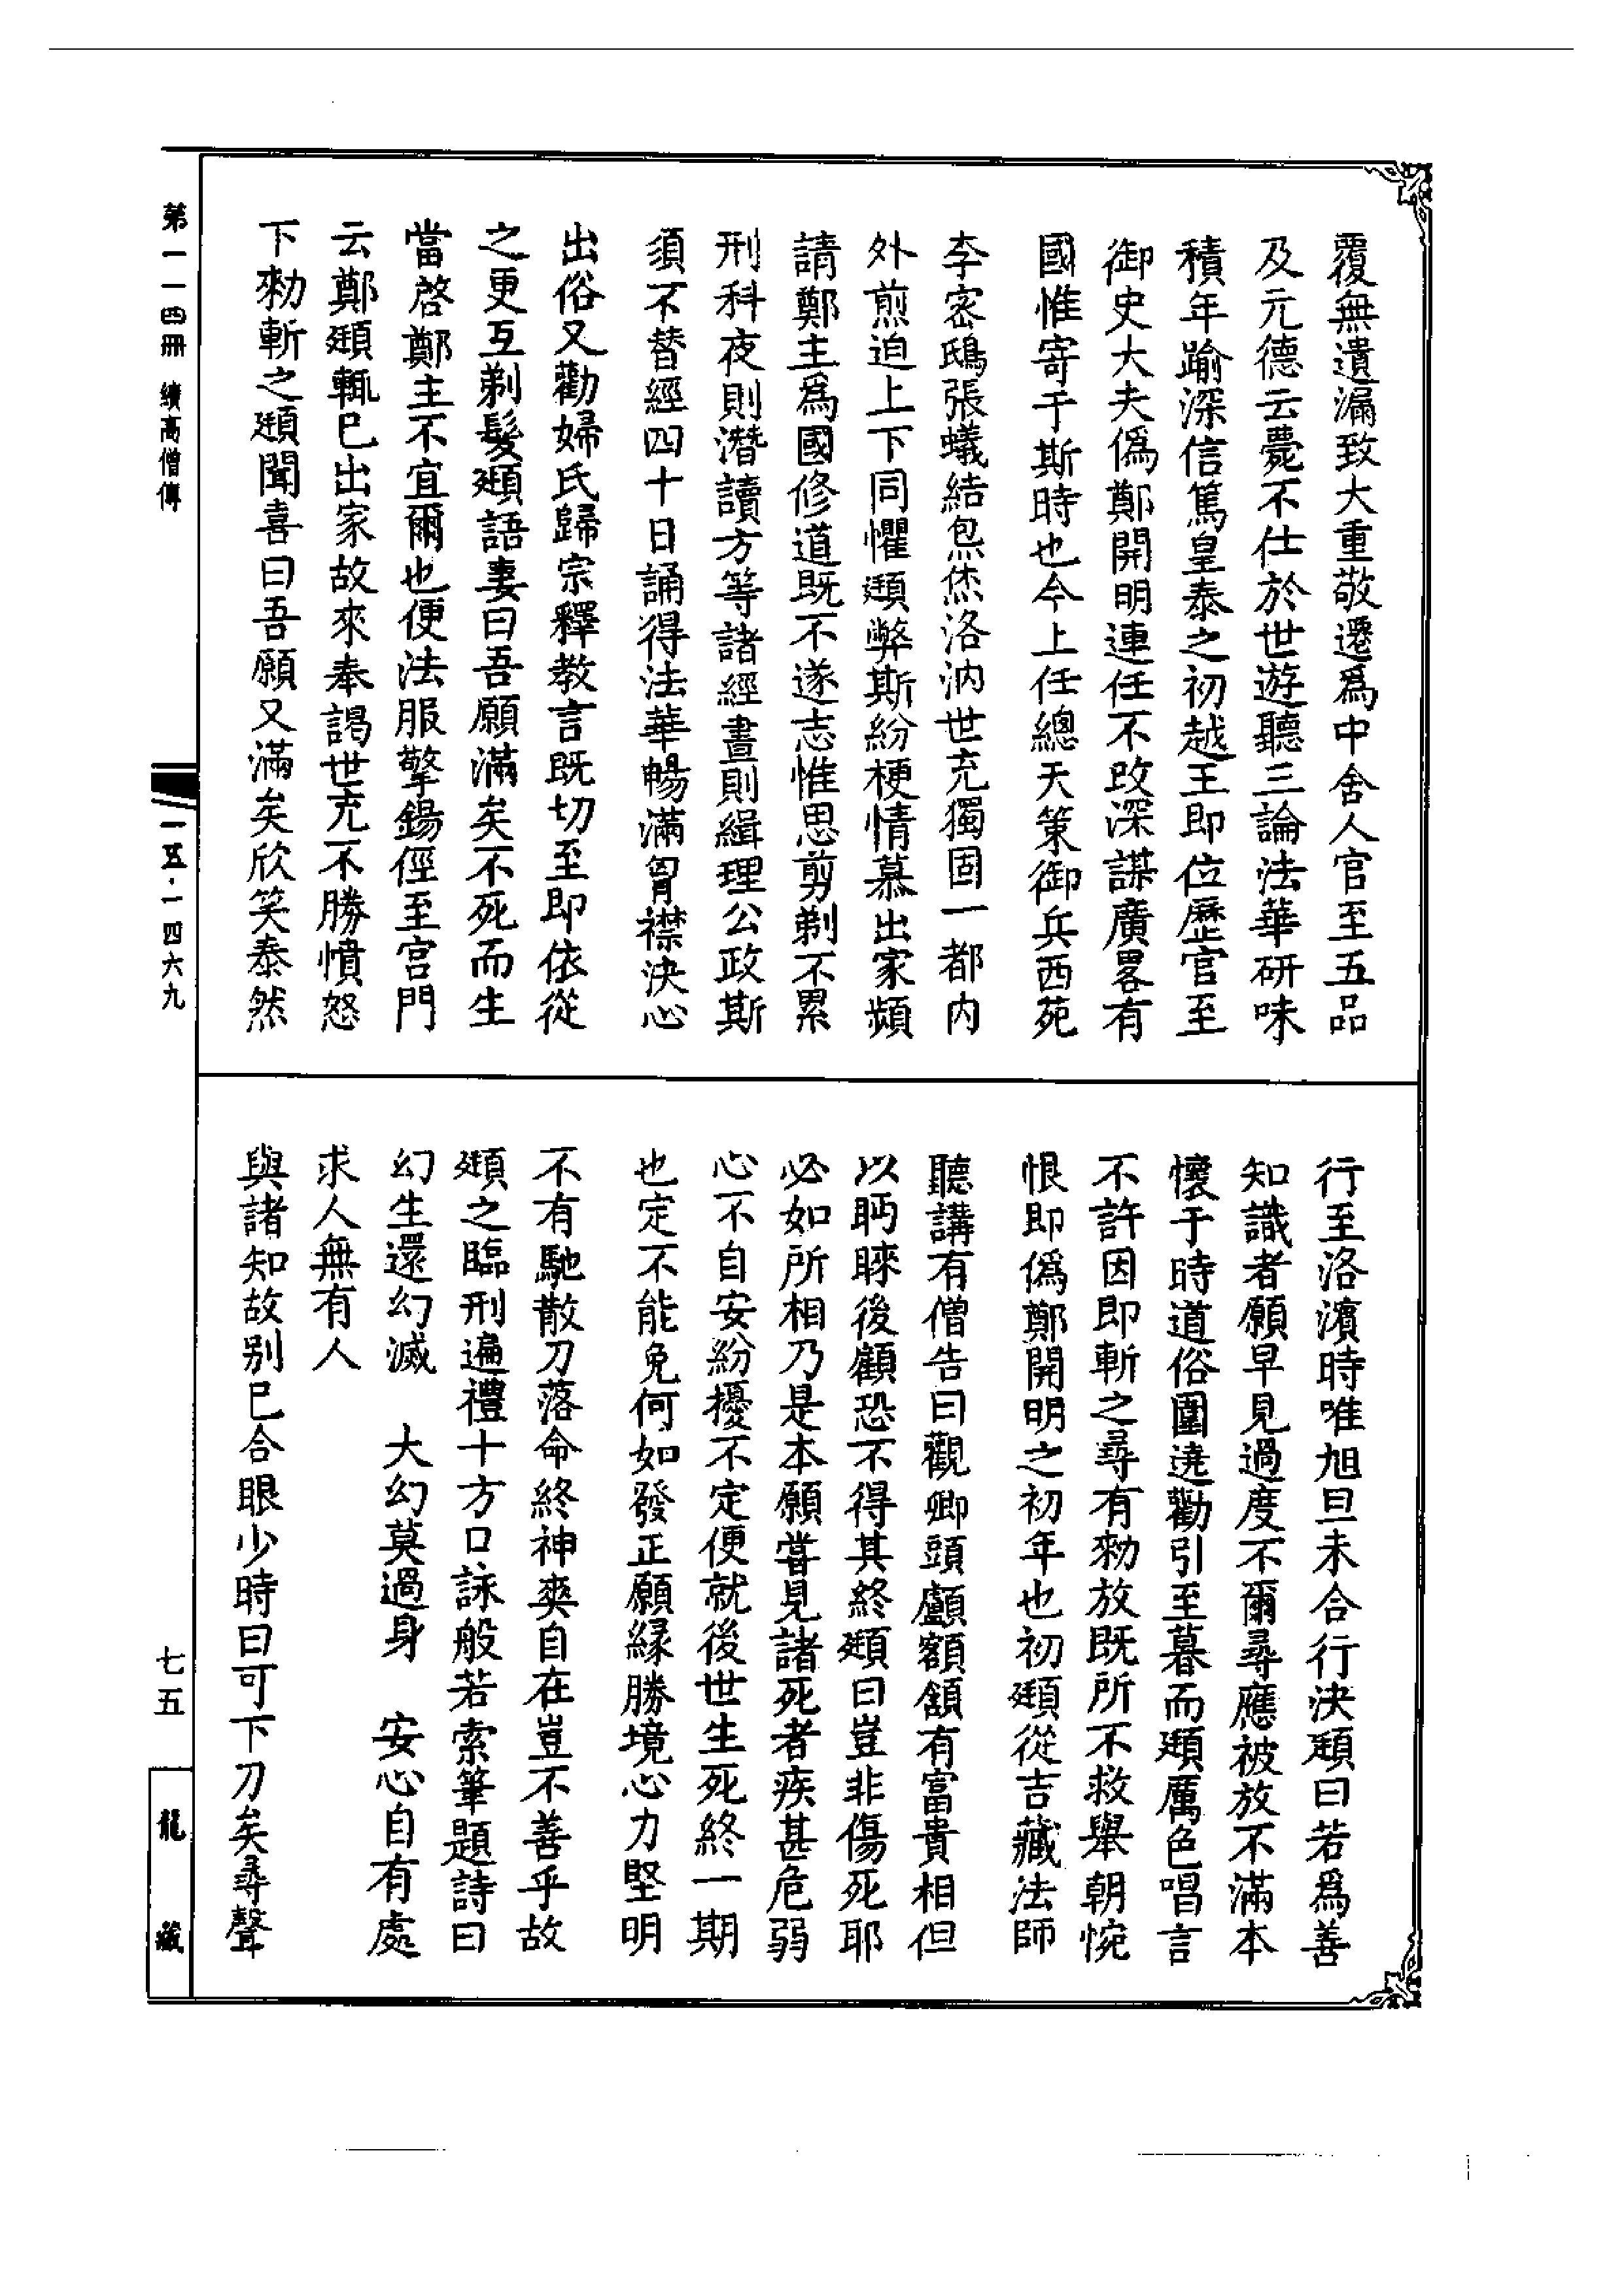 覆無遺漏致大重敬遷爲中舍人官至五品
及元德云薨不仕於世遊聽三論法華研味
積年踰深信篤皇泰之初越王即位歷官至
御史大夫僞鄭開明連任不改深謀廣畧有
國惟寄于斯時也今上任總天策御兵西苑
李密鴟張蟻結炰烋洛汭世充獨固一都内
外煎迫上下同懼頲弊斯紛梗情慕出家頻
請鄭主爲國修道既不遂志惟思剪剃不累
刑科夜則潛讀方等諸經晝則緝理公政斯
須不替經四十日誦得法華暢滿胷襟決心
出俗又勸婦氏歸宗釋教言既切至即依從
之更互剃髮頲語妻曰吾願滿矣不死而生
當啓鄭主不宜爾也便法服擎錫徑至宮門
云鄭頲輒已出家故來奉謁世充不勝憤怒
下勑斬之頲聞喜曰吾願又滿矣欣笑泰然
行至洛濱時唯旭旦未合行決頲曰若爲善
知識者願早見過度不爾尋應被放不滿本
懷于時道俗圍遶勸引至暮而頲厲色唱言
不許因即斬之尋有勑放既所不救舉朝惋
恨即僞鄭開明之初年也初頲從吉藏法師
聽講有僧告曰觀卿頭顱額頟有富貴相但
以眄睞後顧恐不得其終頲曰豈非傷死耶
必如所相乃是本願嘗見諸死者疾甚危弱
心不自安紛擾不定便就後世生死終一期
也定不能免何如發正願緣勝境心力堅明
不有馳散刀落命終神爽自在豈不善乎故
頲之臨刑遍禮十方口詠般若索筆題詩曰
幻生還幻滅　大幻莫過身　安心自有處
求人無有人
與諸知故別已合眼少時曰可下刀矣尋聲
第一一四冊　續高僧傳
一五·一四六九
七五
龍藏